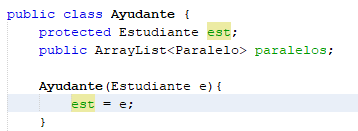 public class Ayudante {
protected Estudiante est;
public ArrayList<Paralelo> paralelos;
Ayudante(Estudiante e){
est = e;
}